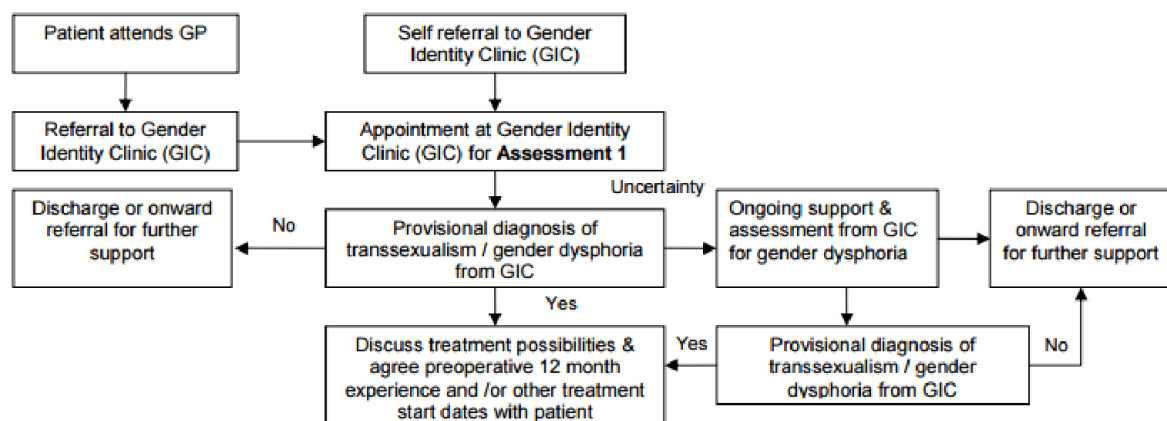 Patient attends GP
Self referral to Gender
Identity Clinic (GIC)
Referral to Gender
Identity Clinic (GIC)
Appointment at Gender Identity
Clinic (GIC) for Assessment 1
Uncertainty
Discharge or onward
referral for further
support
No
Provisional diagnosis of
transsexualism / gender dysphoria
from GIC
Ongoing support &
assessment from GIC
for gender dysphoria
Discharge or
onward referral
for further support
Yes
Discuss treatment possibilities &
agree preoperative 12 month
experience and /or other treatment
start dates with patient
Yes
Provisional diagnosis of
transsexualism / gender
dysphoria from GIC
No